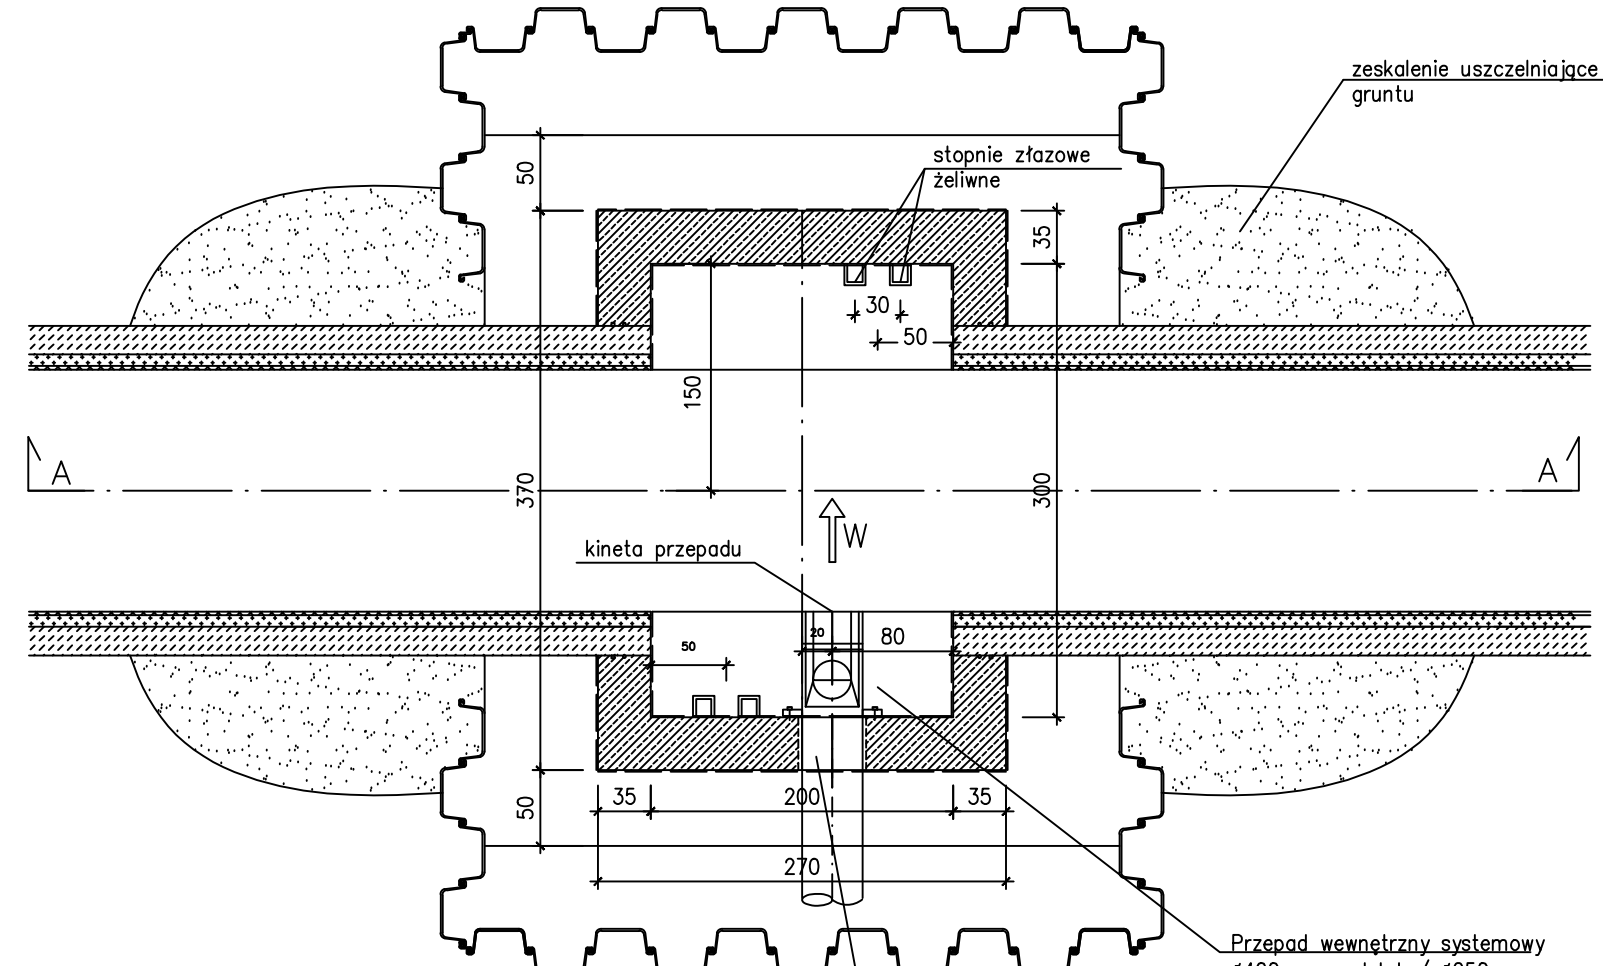 zeskalenie uszczelniające
gruntu
stopnie złazowe
żeliwne
50
35
30
50
150
A
A
370
300
W
kineta przepadu
20
80
50
35
200
35
50
270
Przepad wewnętrzny systemowy